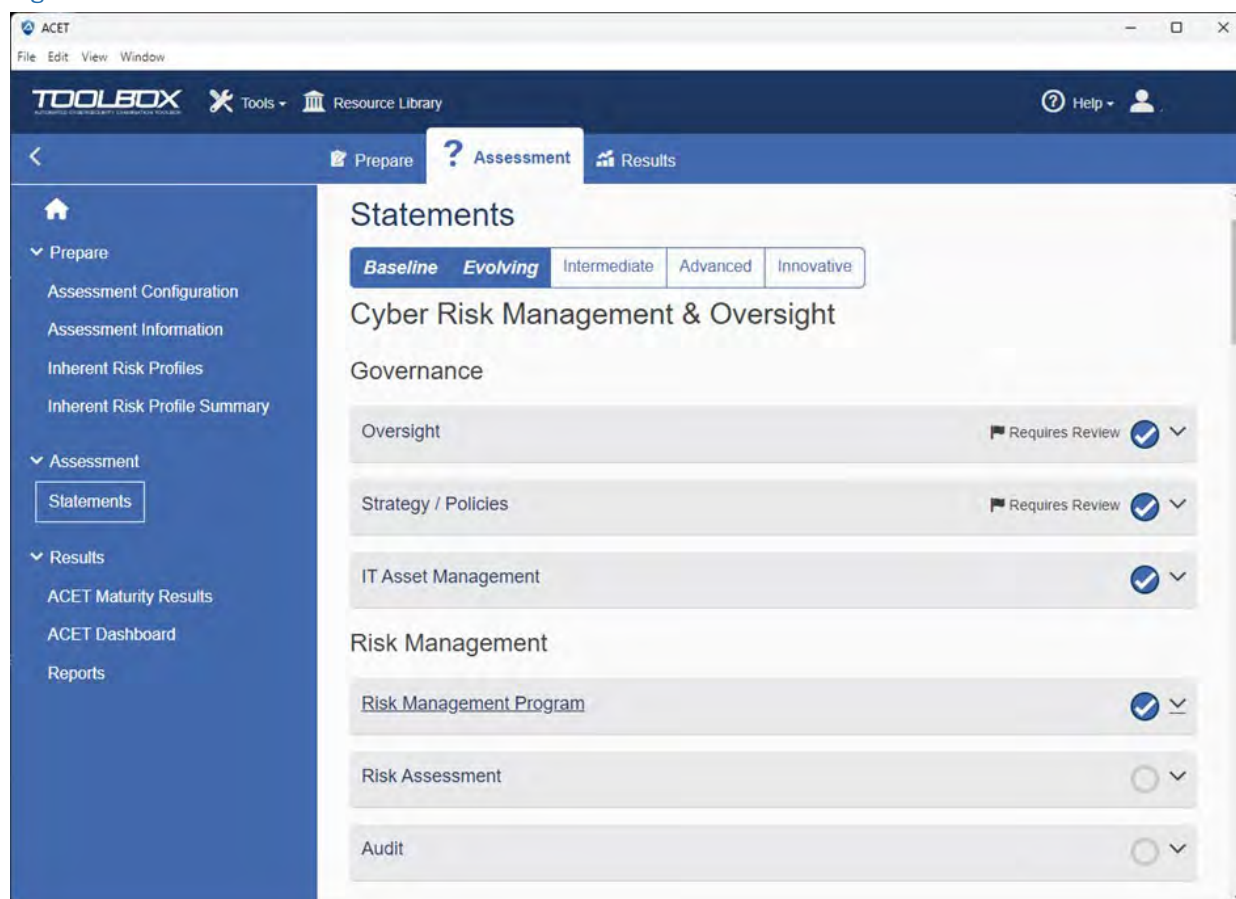 ACET
File Edit View Window
TOOLBOX Tools Resource Library Help
Prepare ? Assessment Results
Prepare
Assessment Configuration
Assessment Information
Inherent Risk Profiles
Inherent Risk Profile Summary
Assessment
Statements
Results
ACET Maturity Results
ACET Dashboard
Reports
Statements
Baseline Evolving Intermediate Advanced Innovative
Cyber Risk Management & Oversight
Governance
Oversight Requires Review
Strategy / Policies Requires Review
IT Asset Management
Risk Management
Risk Management Program
Risk Assessment
Audit